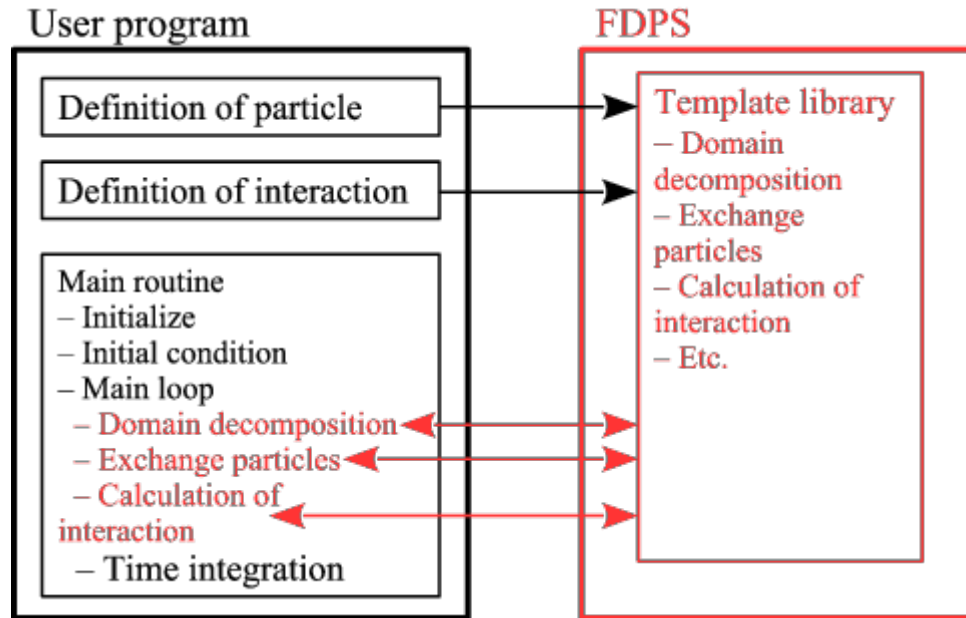 User program
Definition of particle
Definition of interaction
Main routine
– Initialize
– Initial condition
– Main loop
– Domain decomposition
– Exchange particles
– Calculation of
interaction
– Time integration
FDPS
Template library
– Domain
decomposition
– Exchange
particles
– Calculation of
interaction
– Etc.